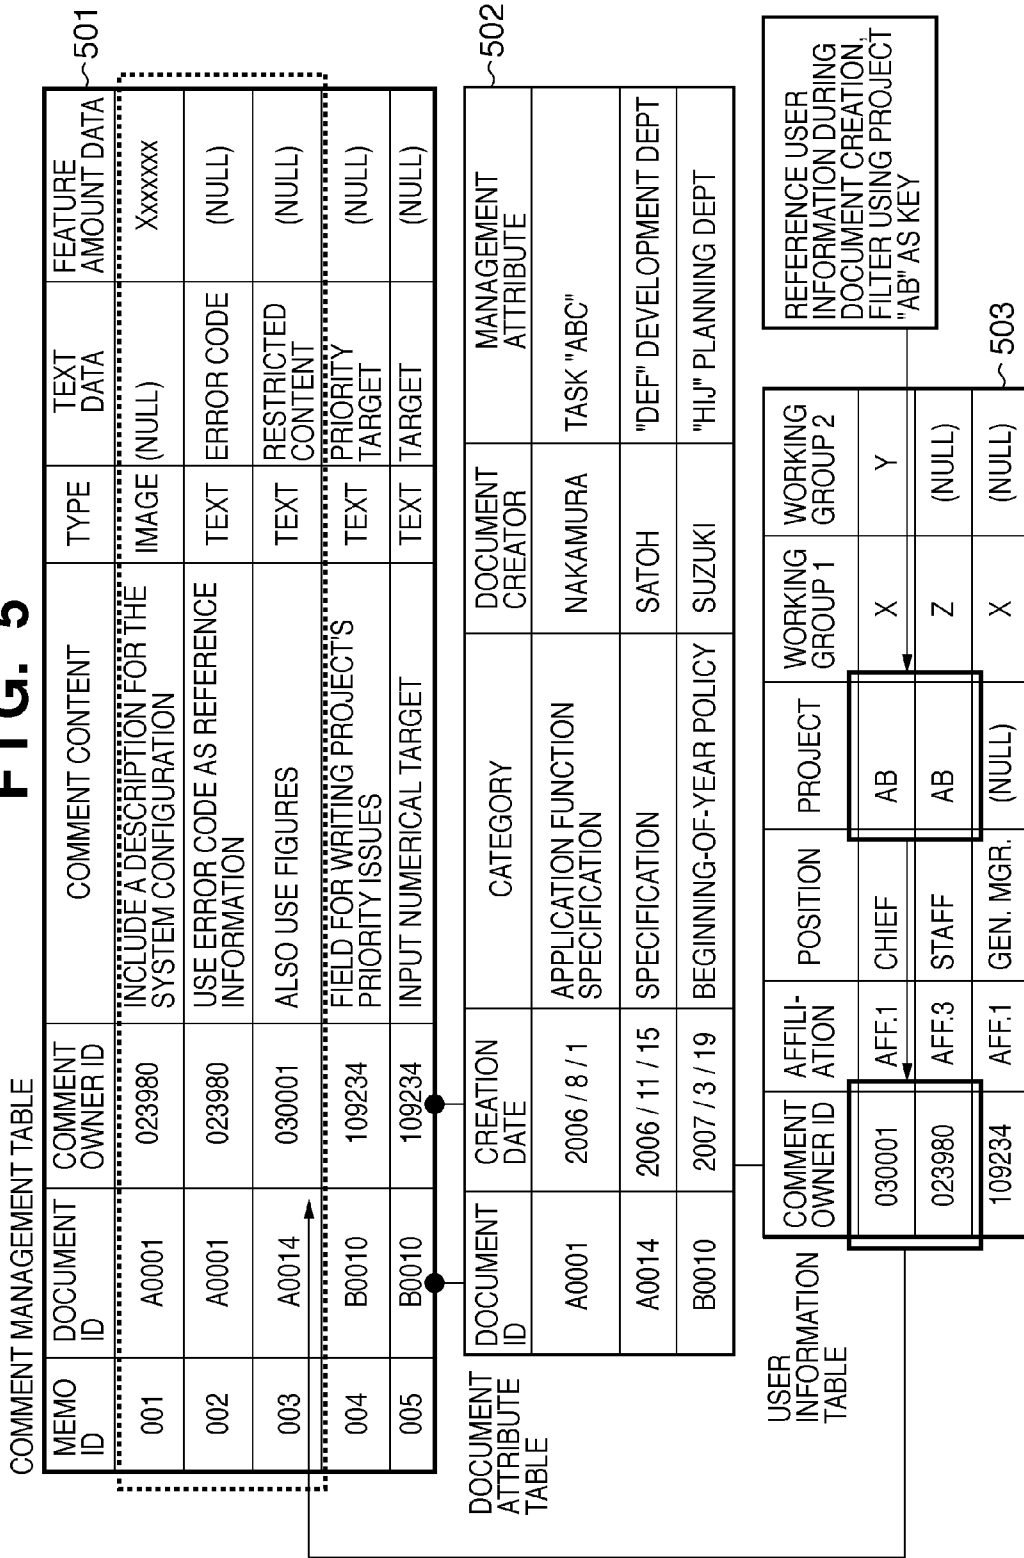 FIG. 5
COMMENT MANAGEMENT TABLE
501
MEMO ID | DOCUMENT ID | COMMENT OWNER ID | COMMENT CONTENT | TYPE | TEXT DATA | FEATURE AMOUNT DATA
001 | A0001 | 023980 | INCLUDE A DESCRIPTION FOR THE SYSTEM CONFIGURATION | IMAGE | (NULL) | Xxxxxxx
002 | A0001 | 023980 | USE ERROR CODE AS REFERENCE INFORMATION | TEXT | ERROR CODE | (NULL)
003 | A0014 | 030001 | ALSO USE FIGURES | TEXT | RESTRICTED CONTENT | (NULL)
004 | B0010 | 109234 | FIELD FOR WRITING PROJECT'S PRIORITY ISSUES | TEXT | PRIORITY TARGET | (NULL)
005 | B0010 | 109234 | INPUT NUMERICAL TARGET | TEXT | TARGET | (NULL)
DOCUMENT
ATTRIBUTE
TABLE
502
DOCUMENT ID | CREATION DATE | CATEGORY | DOCUMENT CREATOR | MANAGEMENT ATTRIBUTE
A0001 | 2006 / 8 / 1 | APPLICATION FUNCTION SPECIFICATION | NAKAMURA | TASK "ABC"
A0014 | 2006 / 11 / 15 | SPECIFICATION | SATOH | "DEF" DEVELOPMENT DEPT
B0010 | 2007 / 3 / 19 | BEGINNING-OF-YEAR POLICY | SUZUKI | "HIJ" PLANNING DEPT
USER
INFORMATION
TABLE
503
COMMENT OWNER ID | AFFILI-ATION | POSITION | PROJECT | WORKING GROUP 1 | WORKING GROUP 2
030001 | AFF.1 | CHIEF | AB | X | Y
023980 | AFF.3 | STAFF | AB | Z | (NULL)
109234 | AFF.1 | GEN. MGR. | (NULL) | X | (NULL)
REFERENCE USER
INFORMATION DURING
DOCUMENT CREATION,
FILTER USING PROJECT
"AB" AS KEY